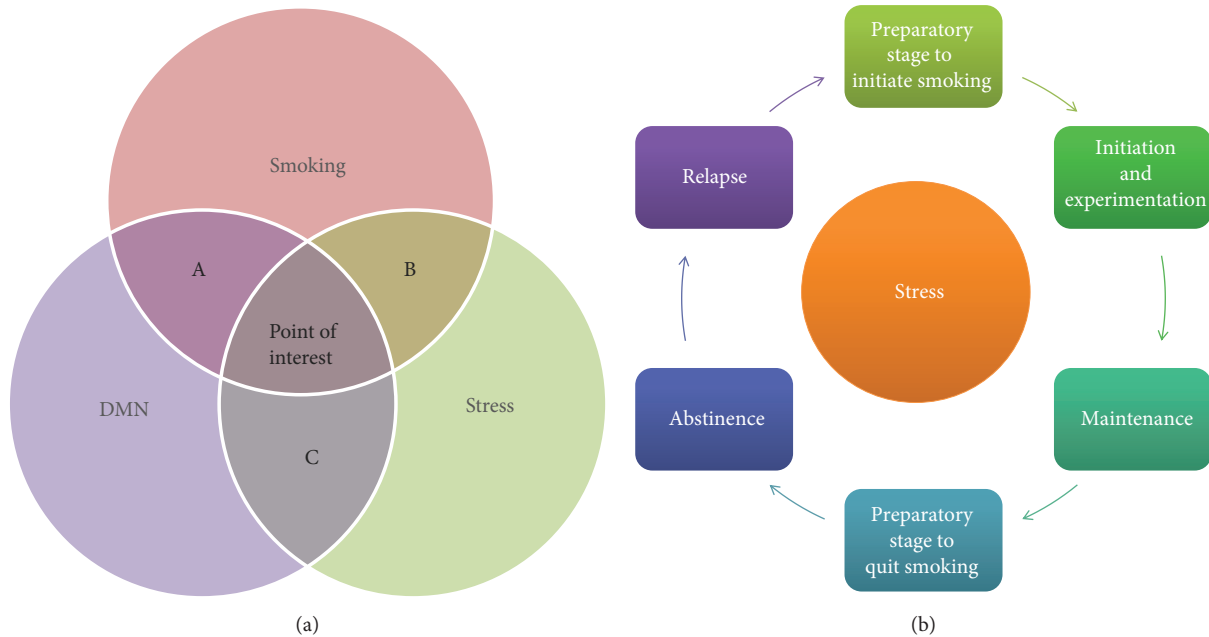 Smoking
A
B
Point of
interest
DMN
Stress
C
(a)
Preparatory
stage to
initiate smoking
Initiation
and
experimentation
Maintenance
Preparatory
stage to
quit smoking
Abstinence
Relapse
Stress
(b)